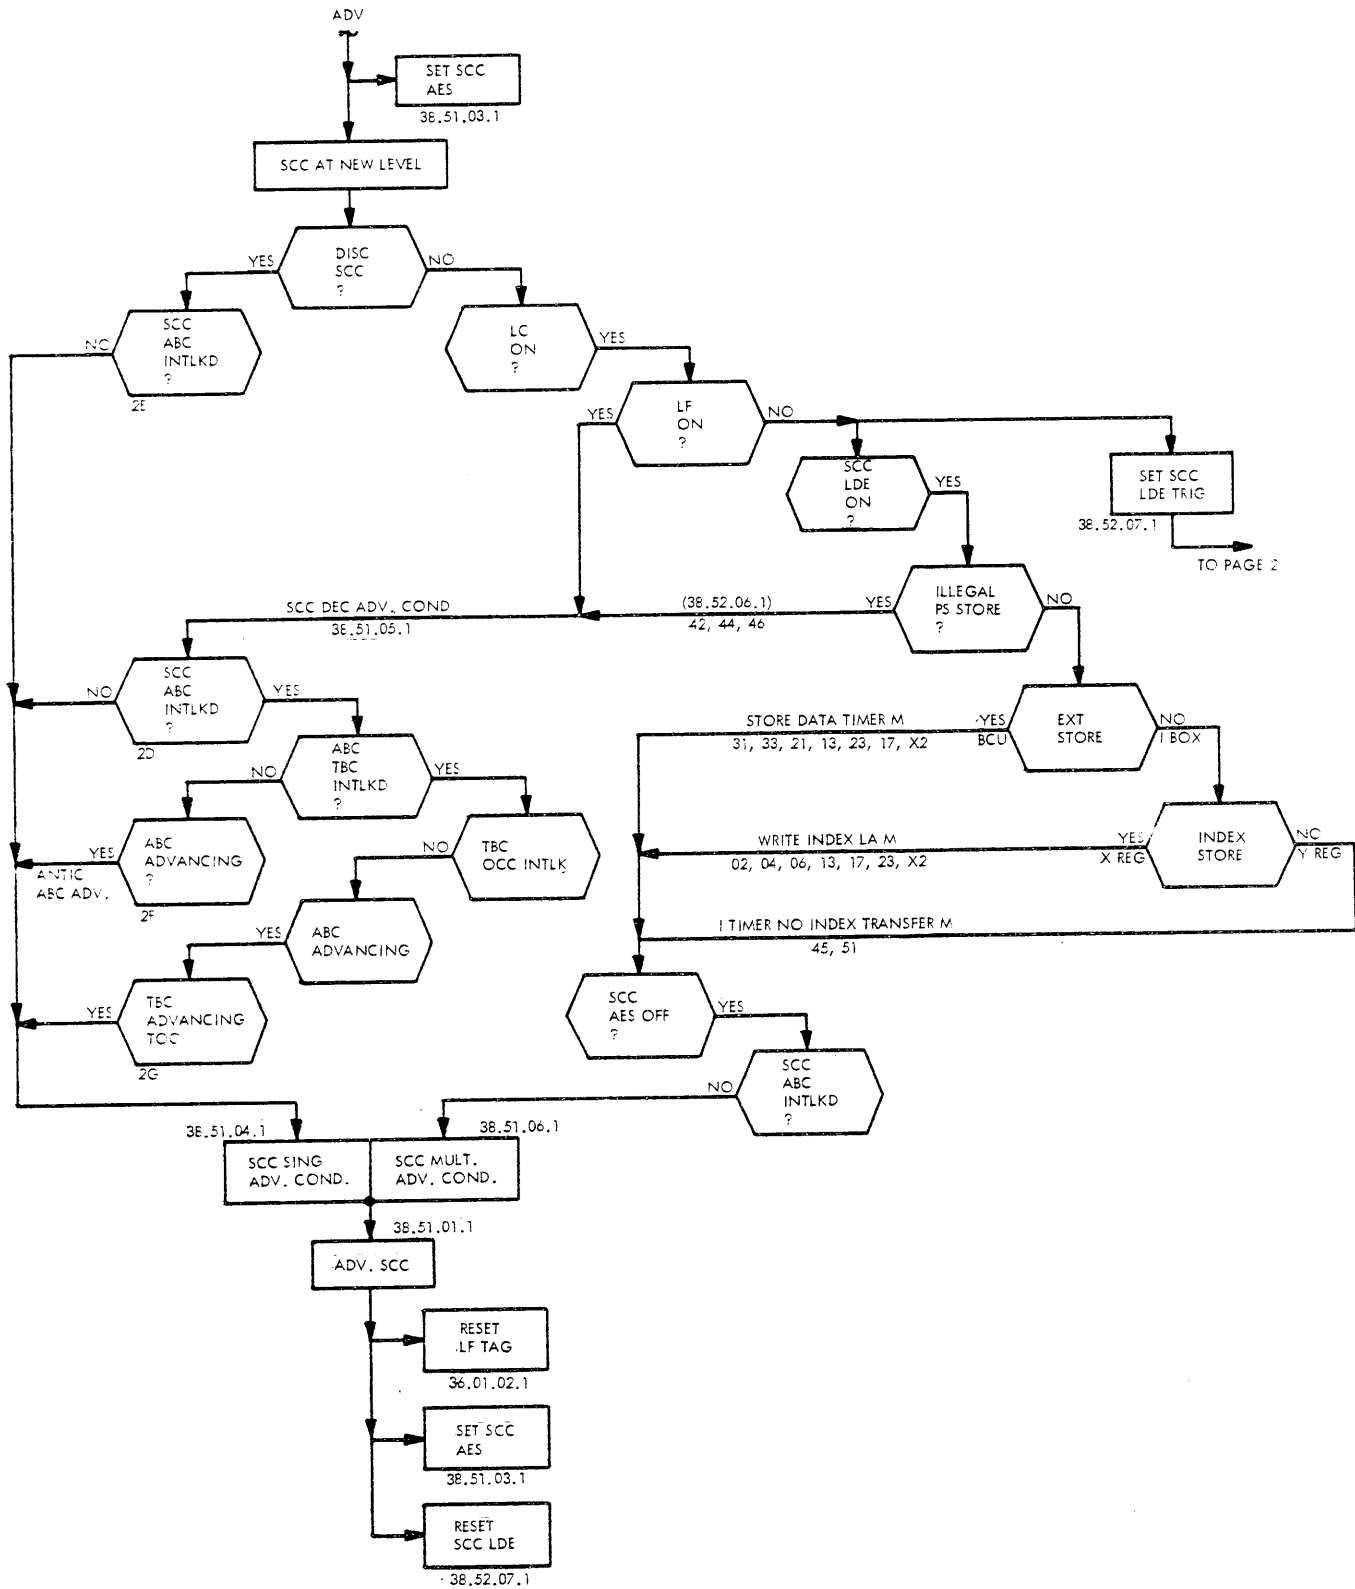 ADV
SET SCC
AES
38.51.03.1
SCC AT NEW LEVEL
DISC
SCC
?
YES
NO
SCC
ABC
INTLKD
?
NO
2E
LC
ON
?
YES
LF
ON
?
YES
NO
SCC
LDE
ON
?
YES
SET SCC
LDE TRIG
38.52.07.1
TO PAGE 2
ILLEGAL
PS STORE
?
YES
NO
(38.52.06.1)
42, 44, 46
SCC DEC ADV. COND
38.51.05.1
SCC
ABC
INTLKD
?
NO
YES
2D
EXT
STORE
YES
BCU
NO
I BOX
STORE DATA TIMER M
31, 33, 21, 13, 23, 17, X2
ABC
TBC
INTLKD
?
NO
YES
ABC
ADVANCING
?
YES
ANTIC
ABC ADV.
2F
TBC
OCC INTLK
NO
WRITE INDEX LA M
02, 04, 06, 13, 17, 23, X2
INDEX
STORE
YES
X REG
NO
Y REG
ABC
ADVANCING
YES
I TIMER NO INDEX TRANSFER M
45, 51
TBC
ADVANCING
TOC
YES
2G
SCC
AES OFF
?
YES
SCC
ABC
INTLKD
?
NO
38.51.04.1
38.51.06.1
SCC SING
ADV. COND.
SCC MULT.
ADV. COND.
38.51.01.1
ADV. SCC
RESET
LF TAG
36.01.02.1
SET SCC
AES
38.51.03.1
RESET
SCC LDE
38.52.07.1